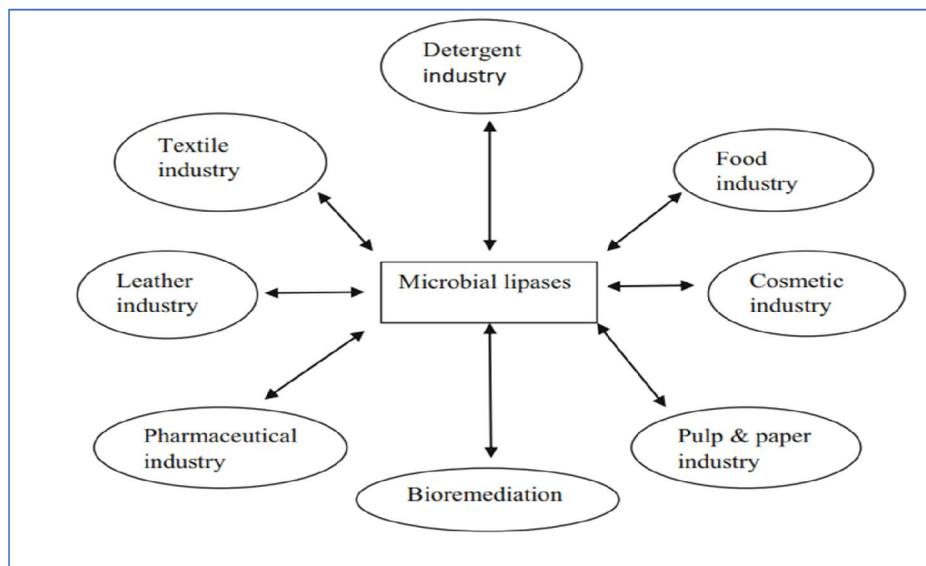 Detergent
industry
Textile
industry
Food
industry
Leather
industry
Microbial lipases
Cosmetic
industry
Pharmaceutical
industry
Pulp & paper
industry
Bioremediation